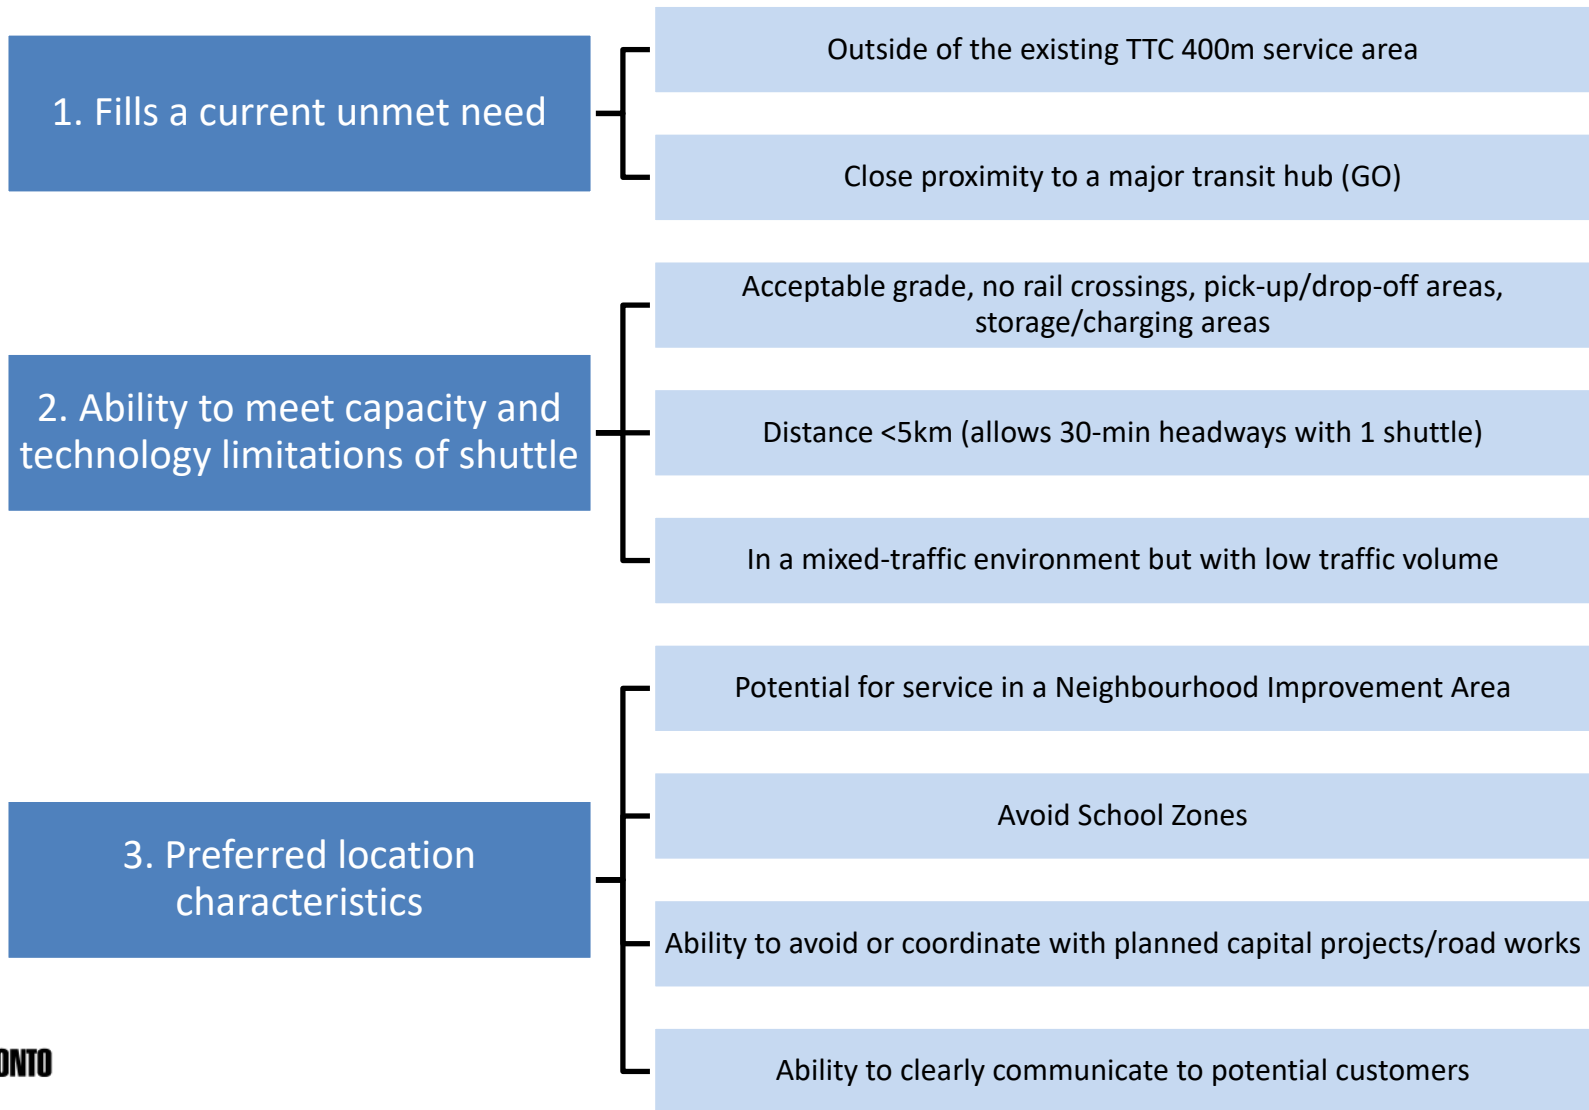 1. Fills a current unmet need
Outside of the existing TTC 400m service area
Close proximity to a major transit hub (GO)
2. Ability to meet capacity and
technology limitations of shuttle
Acceptable grade, no rail crossings, pick-up/drop-off areas,
storage/charging areas
Distance <5km (allows 30-min headways with 1 shuttle)
In a mixed-traffic environment but with low traffic volume
3. Preferred location
characteristics
Potential for service in a Neighbourhood Improvement Area
Avoid School Zones
Ability to avoid or coordinate with planned capital projects/road works
Ability to clearly communicate to potential customers
ONTO